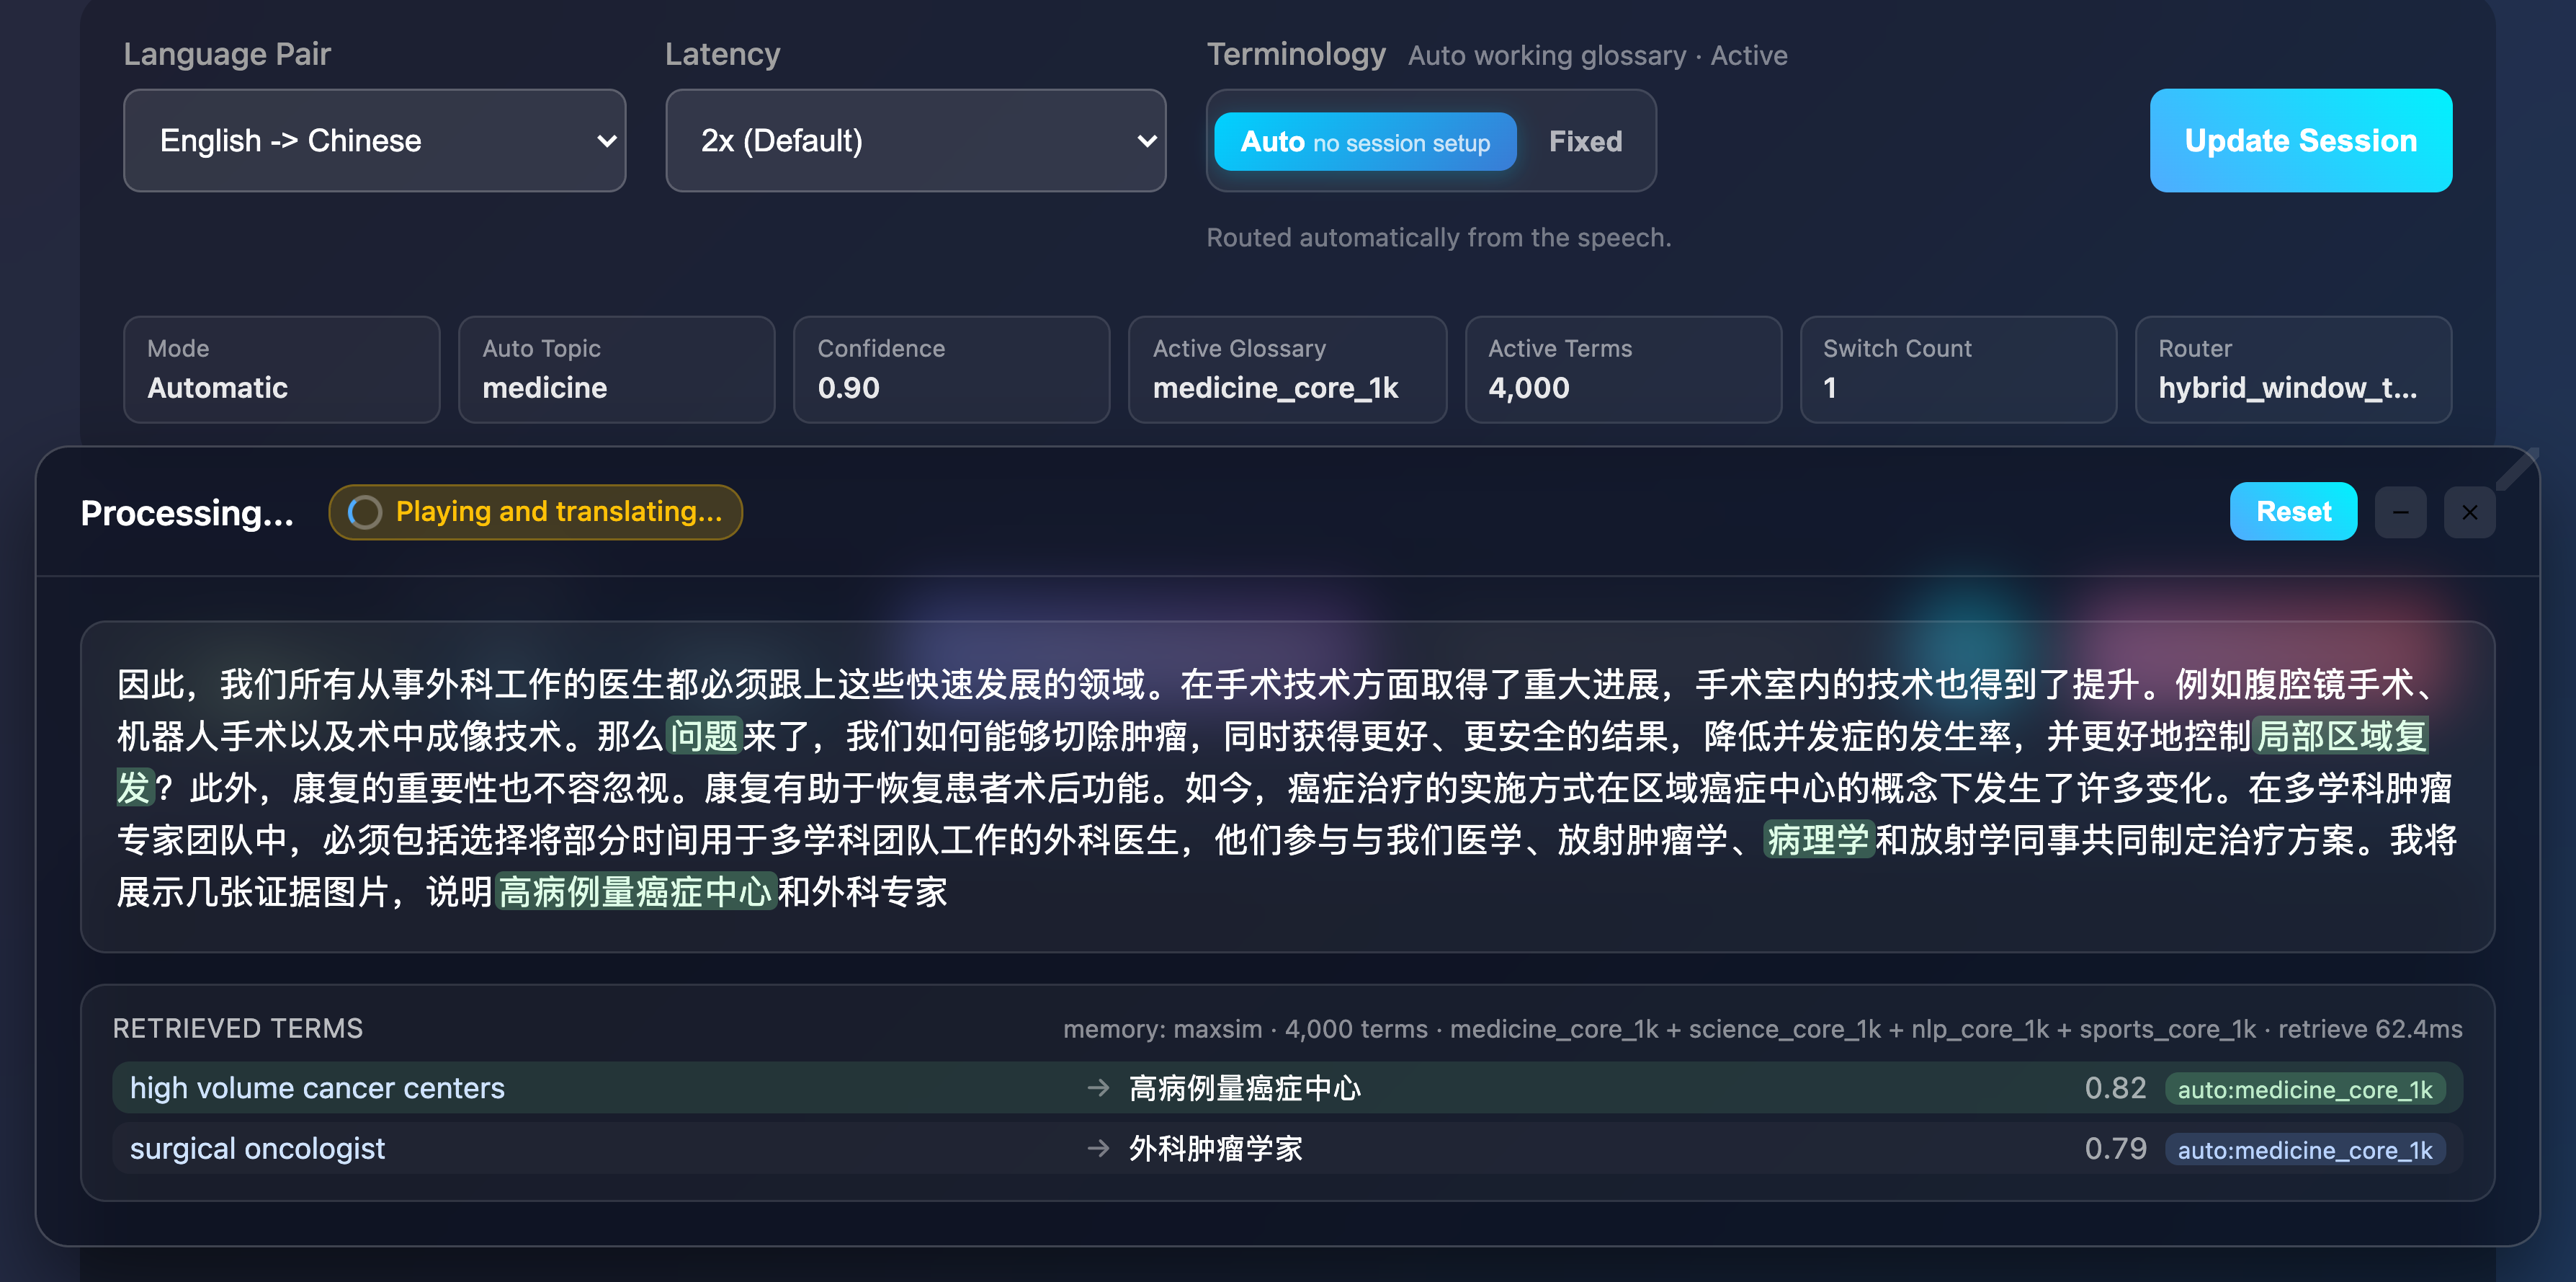 Language Pair
Latency
Terminology Auto working glossary · Active
English -> Chinese
2x (Default)
Auto no session setup Fixed
Update Session
Routed automatically from the speech.
Mode
Automatic
Auto Topic
medicine
Confidence
0.90
Active Glossary
medicine_core_1k
Active Terms
4,000
Switch Count
1
Router
hybrid_window_t...
Processing... Playing and translating... Reset
因此，我们所有从事外科工作的医生都必须跟上这些快速发展的领域。在手术技术方面取得了重大进展，手术室内的技术也得到了提升。例如腹腔镜手术、
机器人手术以及术中成像技术。那么问题来了，我们如何能够切除肿瘤，同时获得更好、更安全的结果，降低并发症的发生率，并更好地控制局部区域复
发？此外，康复的重要性也不容忽视。康复有助于恢复患者术后功能。如今，癌症治疗的实施方式在区域癌症中心的概念下发生了许多变化。在多学科肿瘤
专家团队中，必须包括选择将部分时间用于多学科团队工作的外科医生，他们参与与我们医学、放射肿瘤学、病理学和放射学同事共同制定治疗方案。我将
展示几张证据图片，说明高病例量癌症中心和外科专家
RETRIEVED TERMS memory: maxsim · 4,000 terms · medicine_core_1k + science_core_1k + nlp_core_1k + sports_core_1k · retrieve 62.4ms
high volume cancer centers → 高病例量癌症中心 0.82 auto:medicine_core_1k
surgical oncologist → 外科肿瘤学家 0.79 auto:medicine_core_1k